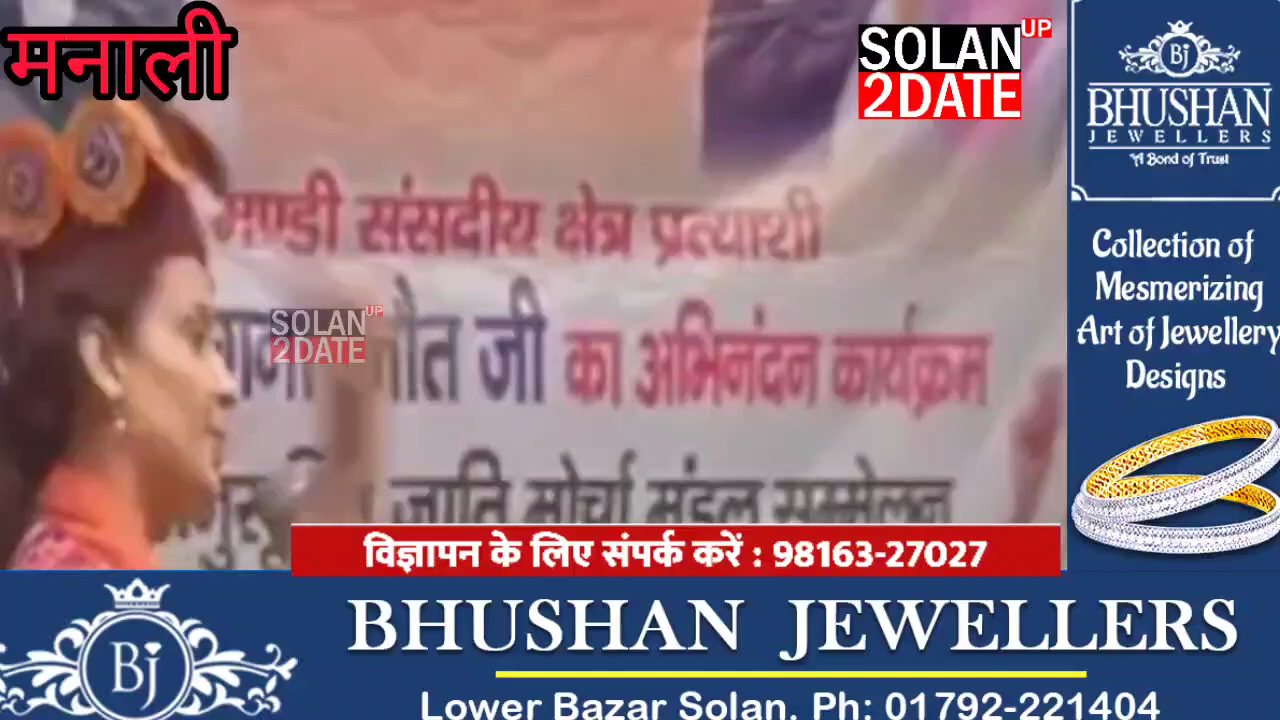 मनाली
SOLAN UP
2DATE
मण्डी संसदीय क्षेत्र प्रत्याशी
जी का अभिनंदन कार्यक्रम
SOLAN UP
2DATE
जाति मोर्चा मंडल सम्मेलन
विज्ञापन के लिए संपर्क करें : 98163-27027
Bj
BHUSHAN
JEWELLERS
"A Bond of Trust
Collection of
Mesmerizing
Art of Jewellery
Designs
Bj
BHUSHAN JEWELLERS
Lower Bazar Solan. Ph: 01792-221404